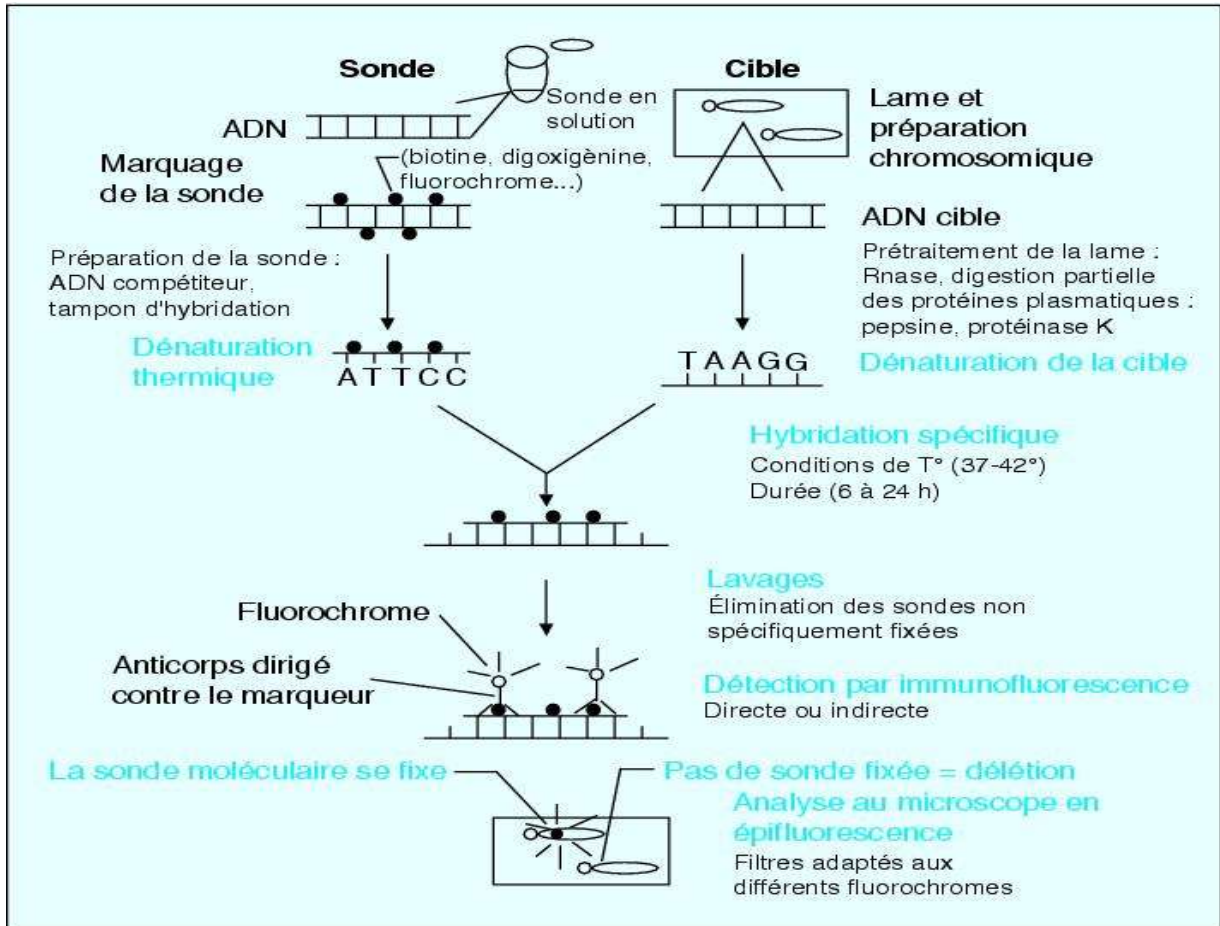 Sonde
Cible
Sonde en
solution
Lame et
préparation
chromosomique
ADN
Marquage
de la sonde
(biotine, digoxigènine,
fluorochrome...)
ADN cible
Préparation de la sonde :
ADN compétiteur,
tampon d'hybridation
Prétraitement de la lame :
Rnase, digestion partielle
des protéines plasmatiques :
pepsine, protéinase K
Dénaturation
thermique
ATTCC
TAAGG
Dénaturation de la cible
Hybridation spécifique
Conditions de T° (37-42°)
Durée (6 à 24 h)
Lavages
Élimination des sondes non
spécifiquement fixées
Fluorochrome
Anticorps dirigé
contre le marqueur
Détection par immunofluorescence
Directe ou indirecte
La sonde moléculaire se fixe
Pas de sonde fixée = délétion
Analyse au microscope en
épifluorescence
Filtres adaptés aux
différents fluorochromes